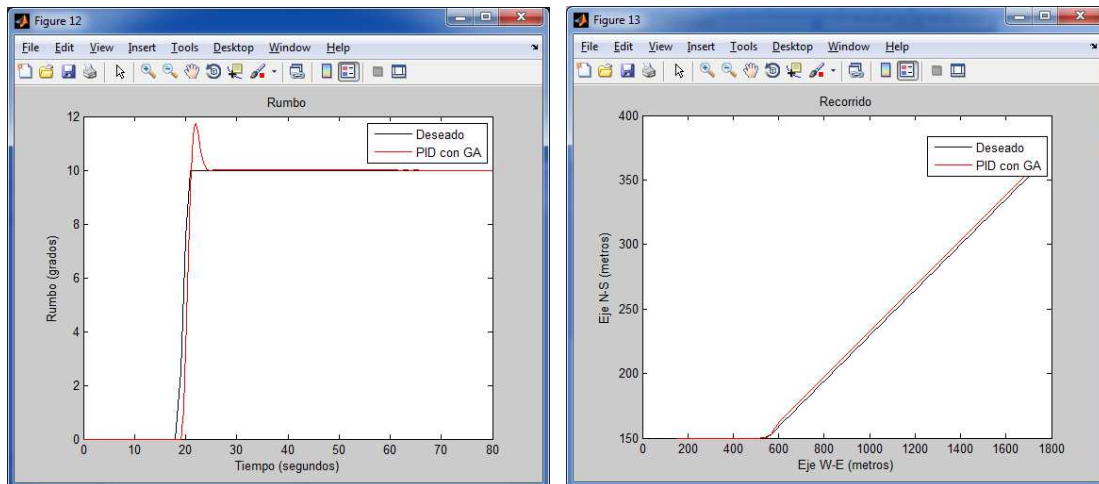 Figure 12
File Edit View Insert Tools Desktop Window Help
Rumbo
12
10
8
6
4
2
0
Rumbo (grados)
Deseado
PID con GA
0 10 20 30 40 50 60 70 80
Tiempo (segundos)
Figure 13
File Edit View Insert Tools Desktop Window Help
Recorrido
400
350
300
250
200
150
Eje N-S (metros)
Deseado
PID con GA
0 200 400 600 800 1000 1200 1400 1600 1800
Eje W-E (metros)